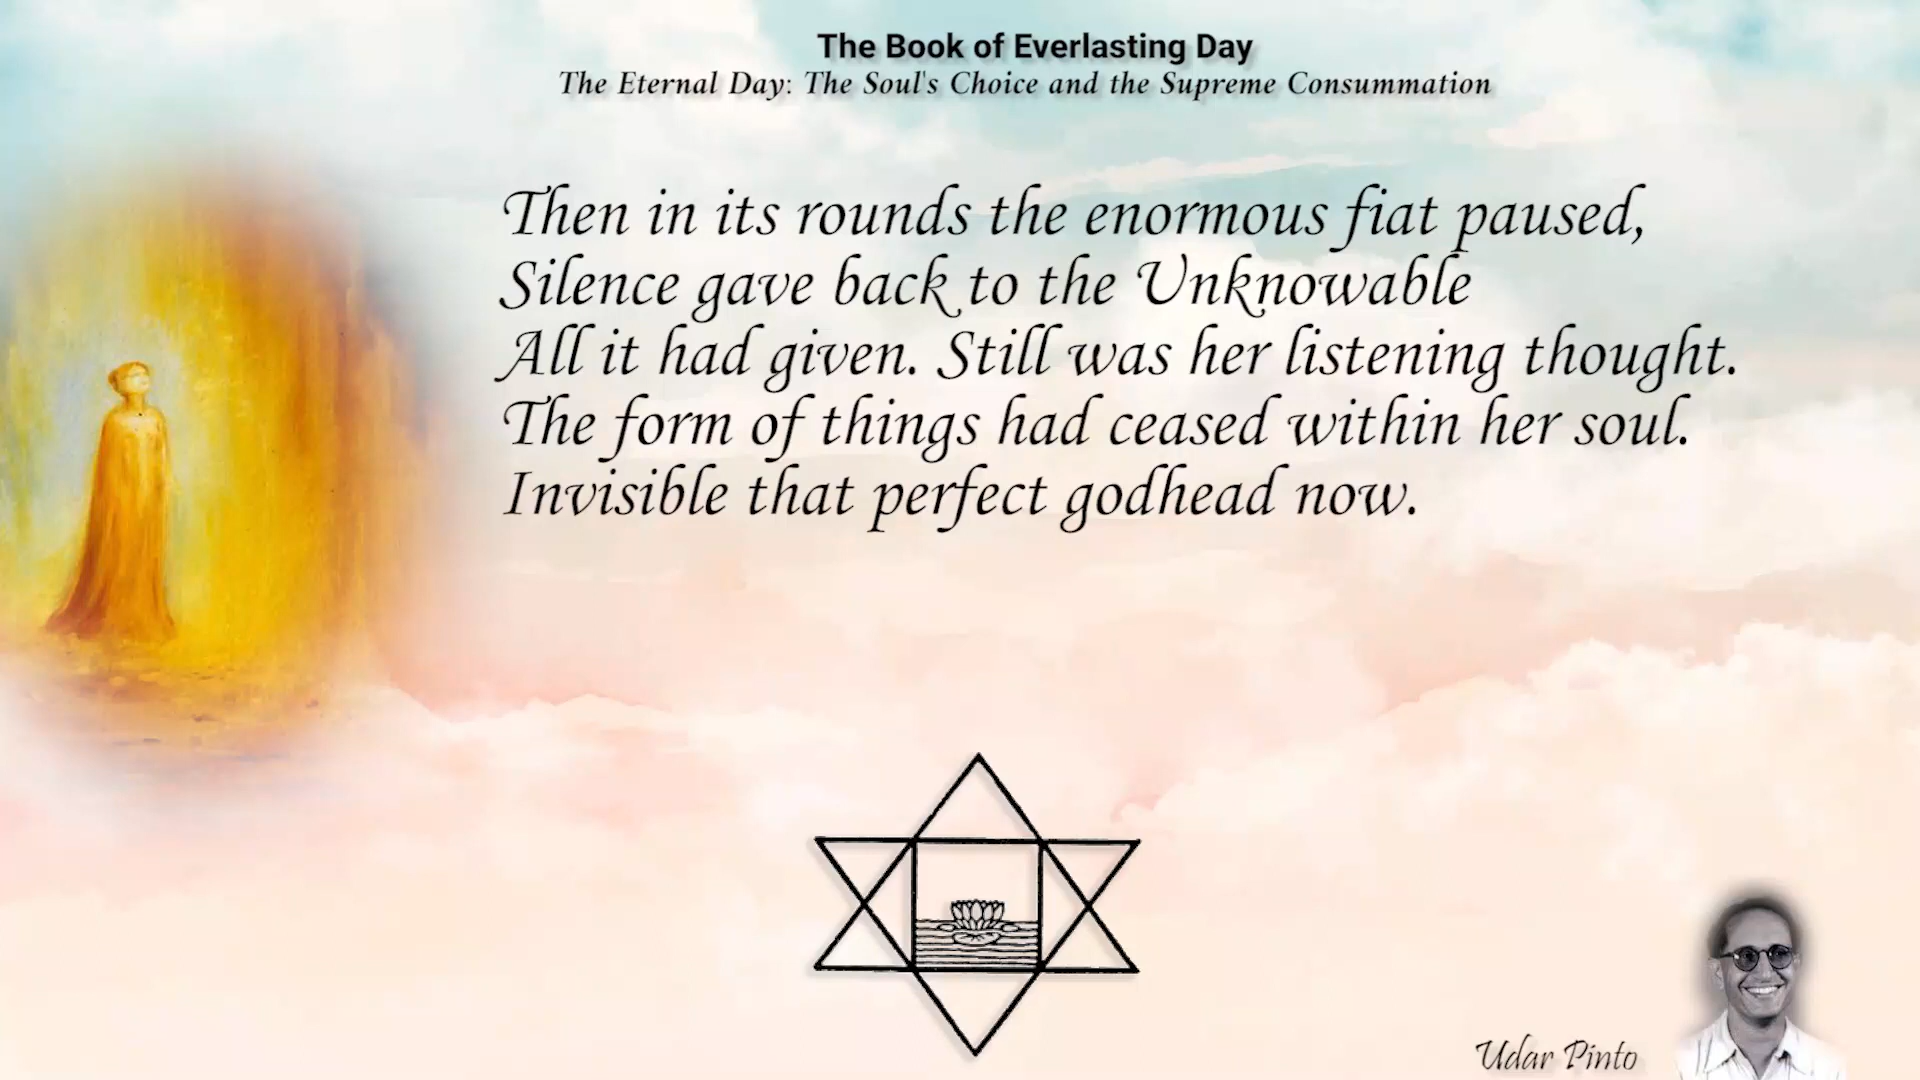 The Book of Everlasting Day
The Eternal Day: The Soul's Choice and the Supreme Consummation
Then in its rounds the enormous fiat paused,
Silence gave back to the Unknowable
All it had given. Still was her listening thought.
The form of things had ceased within her soul.
Invisible that perfect godhead now.
Udar Pinto